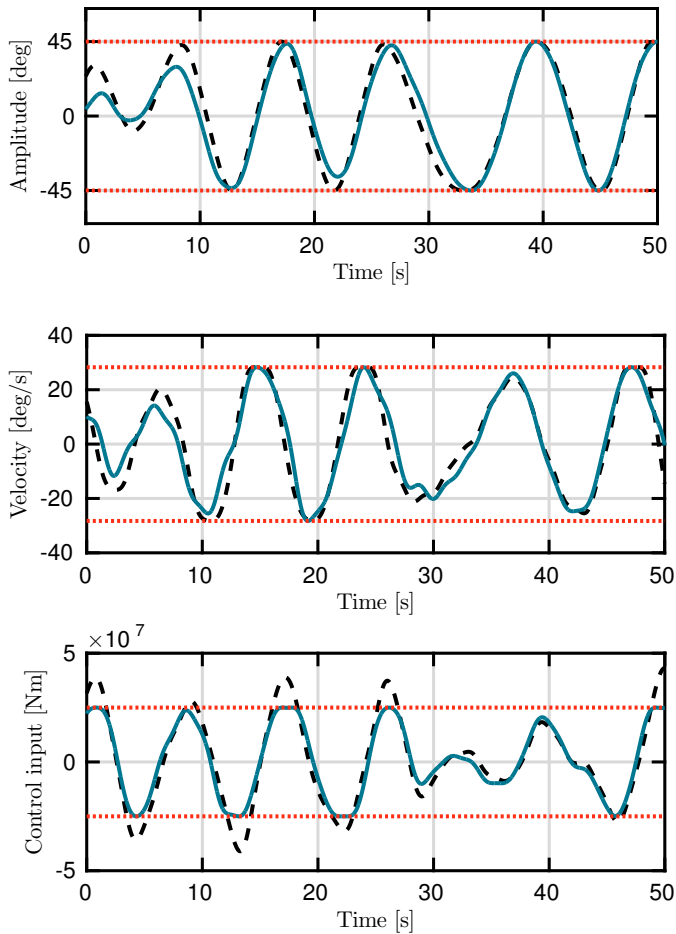 45
0
-45
Amplitude [deg]
0 10 20 30 40 50
Time [s]
40
20
0
-20
-40
Velocity [deg/s]
0 10 20 30 40 50
Time [s]
×10 7
5
0
-5
Control input [Nm]
0 10 20 30 40 50
Time [s]